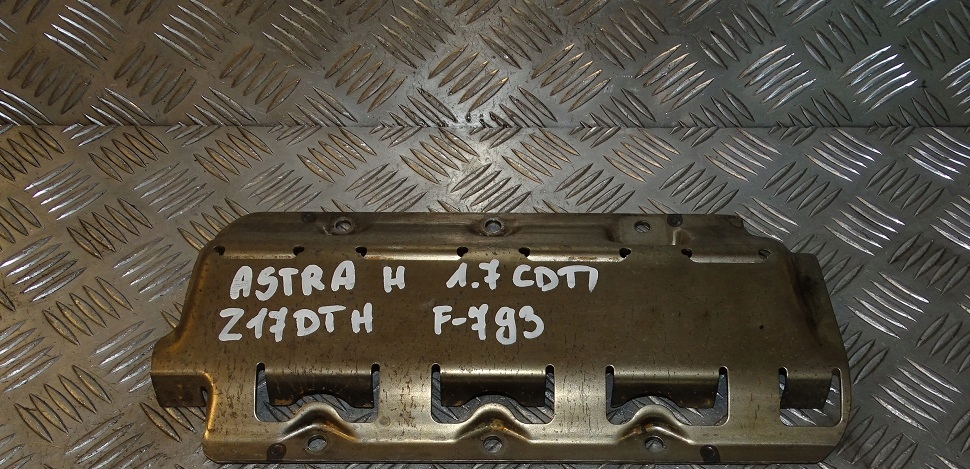 ASTRA H 1.7 CDTI
Z17DTH F-793